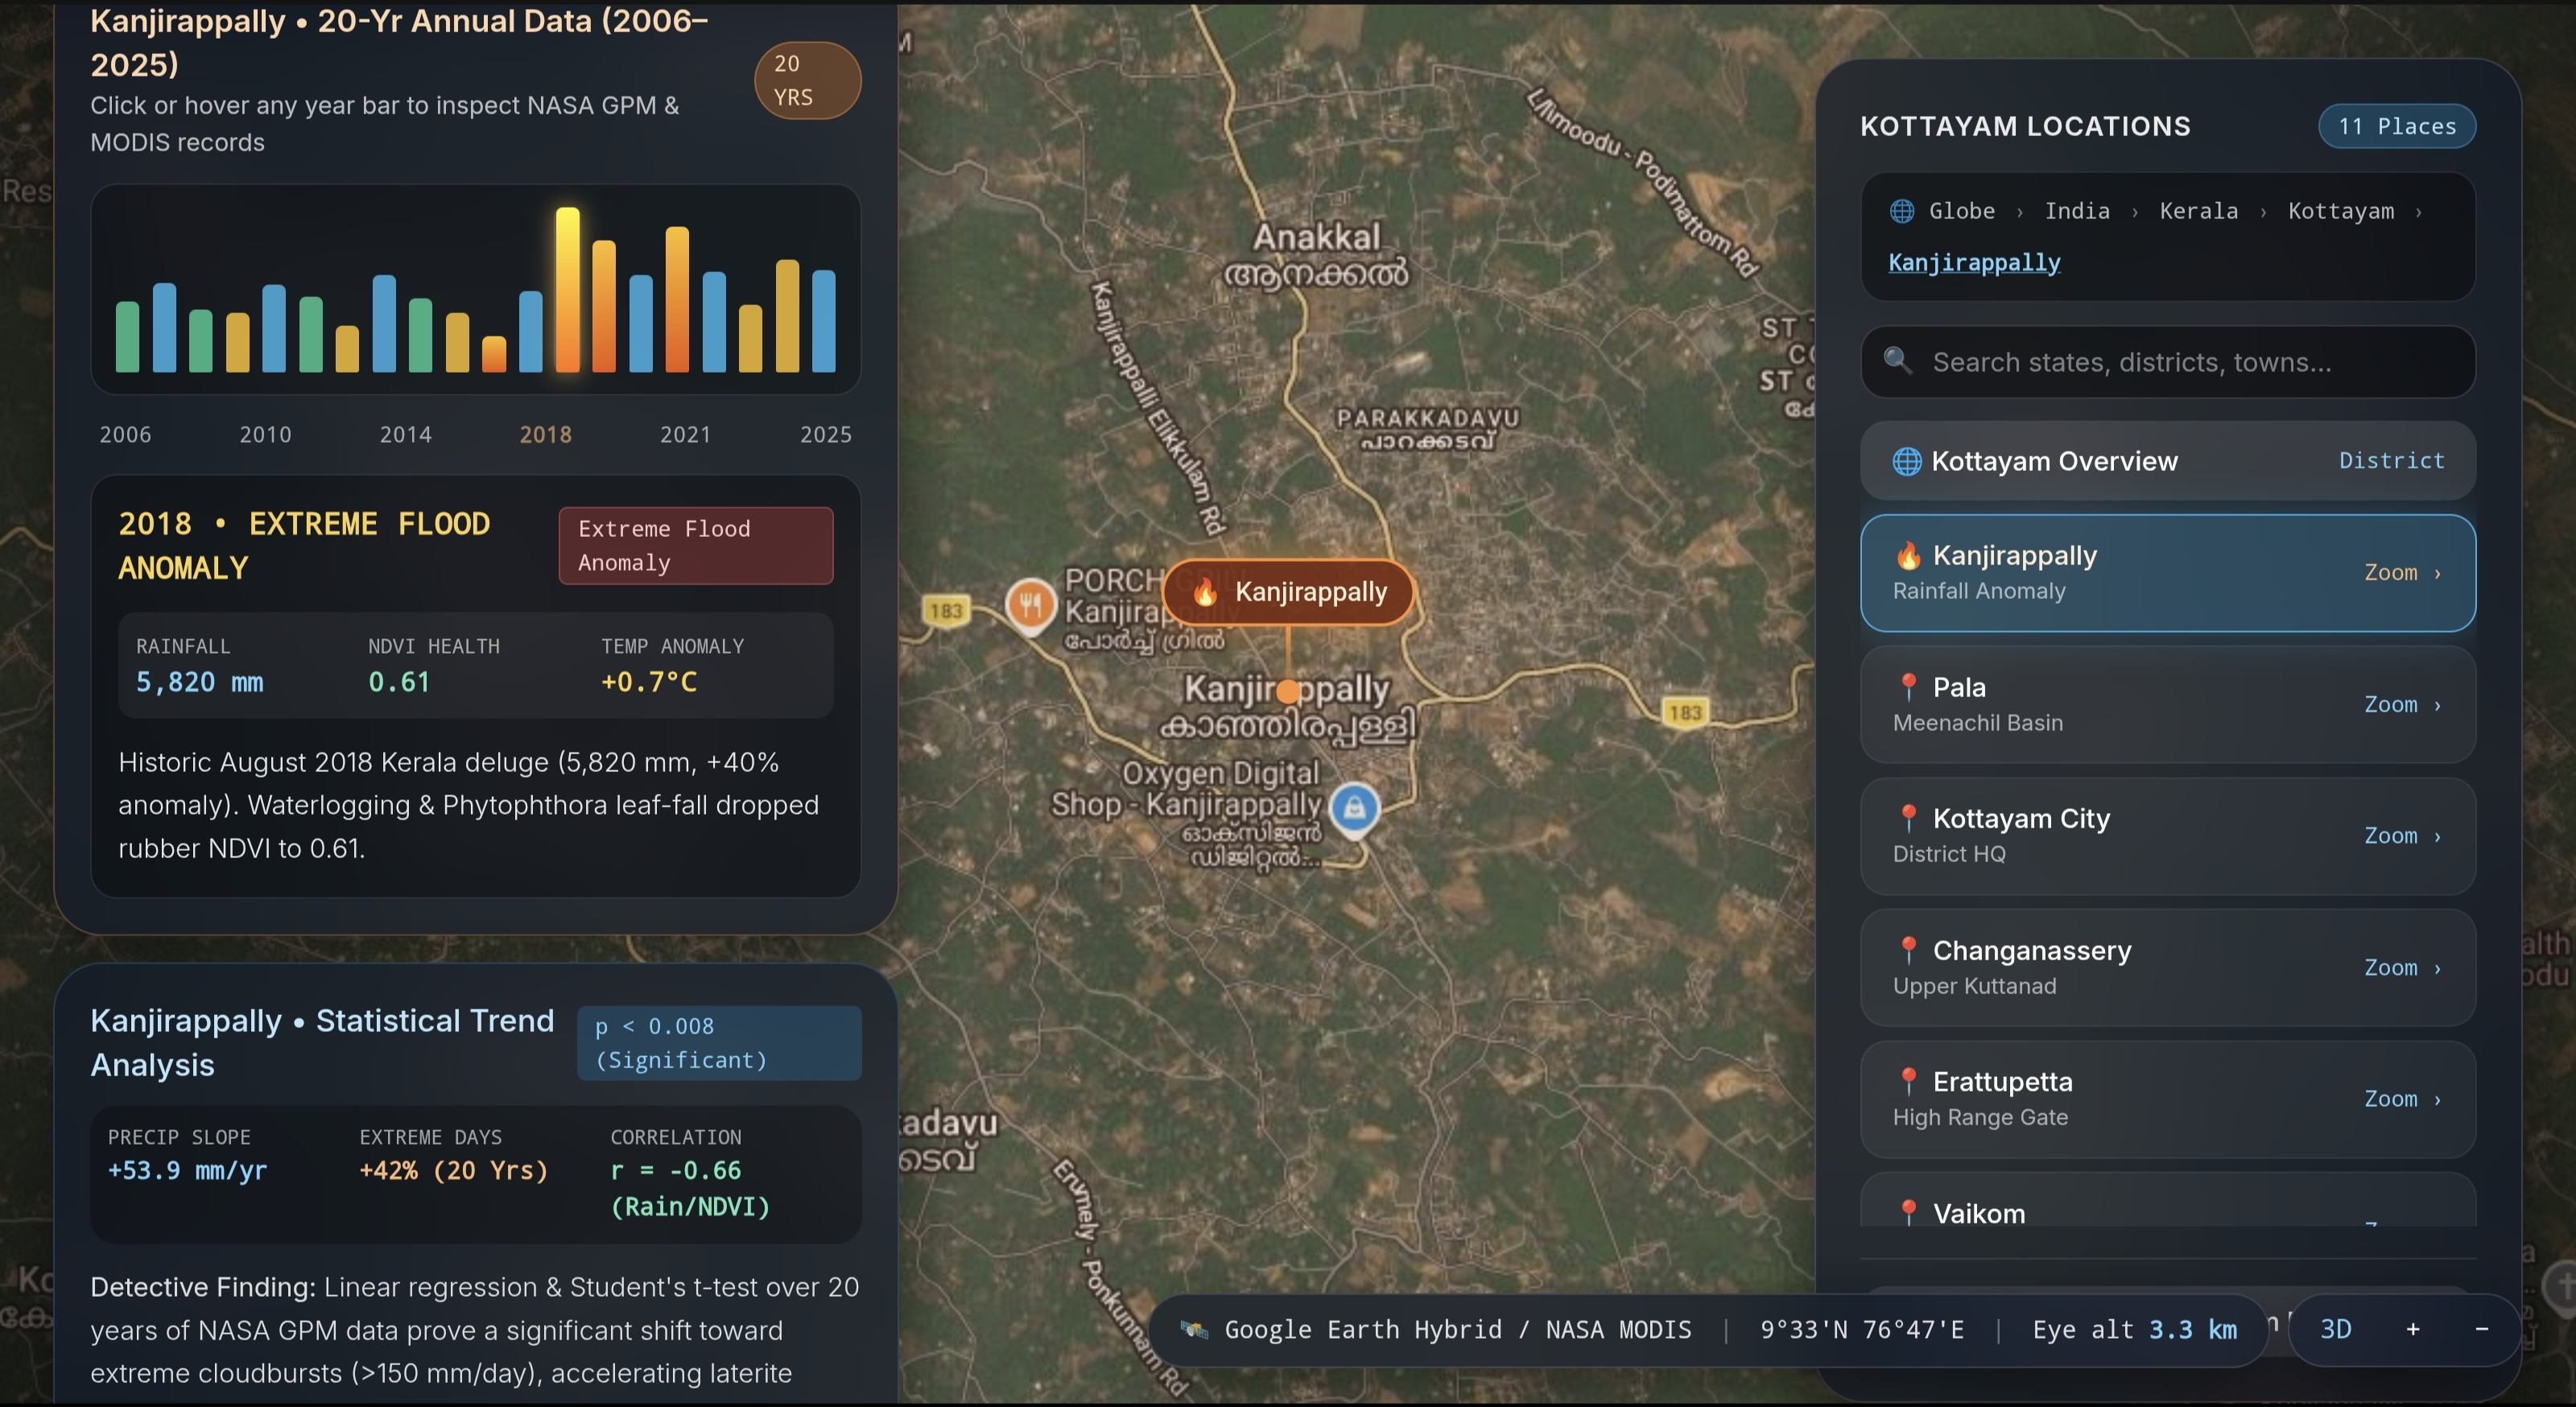 Kanjirappally • 20-Yr Annual Data (2006–
2025)
20
YRS
Click or hover any year bar to inspect NASA GPM &
MODIS records
2006 2010 2014 2018 2021 2025
2018 • EXTREME FLOOD
ANOMALY
Extreme Flood
Anomaly
RAINFALL NDVI HEALTH TEMP ANOMALY
5,820 mm 0.61 +0.7°C
Historic August 2018 Kerala deluge (5,820 mm, +40%
anomaly). Waterlogging & Phytophthora leaf-fall dropped
rubber NDVI to 0.61.
Kanjirappally • Statistical Trend
Analysis
p < 0.008
(Significant)
PRECIP SLOPE EXTREME DAYS CORRELATION
+53.9 mm/yr +42% (20 Yrs) r = -0.66
(Rain/NDVI)
Detective Finding: Linear regression & Student's t-test over 20
years of NASA GPM data prove a significant shift toward
extreme cloudbursts (>150 mm/day), accelerating laterite
Res
Anakkal
ആനക്കൽ
Kanjirappalli Elikkulam Rd
Podimattom Rd
PARAKKADAVU
പാറക്കടവ്
ST
ST
183
PORCH
പോർച്ച് ഗ്രിൽ
🔥 Kanjirappally
Kanjirappally
കാഞ്ഞിരപ്പള്ളി
183
Oxygen Digital
Shop - Kanjirappally
ഓക്സിജൻ
ഡിജിറ്റൽ...
adavu
Erumely - Ponkunnam Rd
KOTTAYAM LOCATIONS
11 Places
🌐 Globe › India › Kerala › Kottayam ›
Kanjirappally
🔍 Search states, districts, towns...
🌐 Kottayam Overview District
🔥 Kanjirappally
Rainfall Anomaly
Zoom ›
📍 Pala
Meenachil Basin
Zoom ›
📍 Kottayam City
District HQ
Zoom ›
📍 Changanassery
Upper Kuttanad
Zoom ›
📍 Erattupetta
High Range Gate
Zoom ›
📍 Vaikom
🛰️ Google Earth Hybrid / NASA MODIS | 9°33'N 76°47'E | Eye alt 3.3 km
3D + −